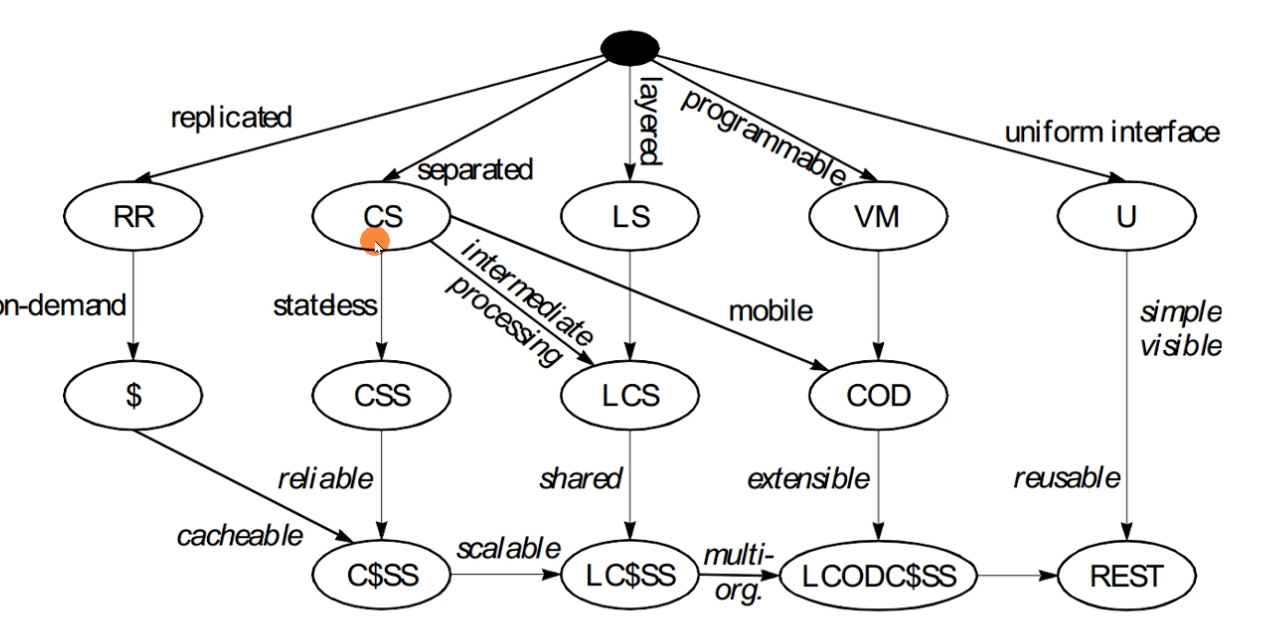 replicated
separated
layered
programmable
uniform interface
RR
CS
LS
VM
U
on-demand
stateless
intermediate
processing
mobile
simple
visible
$
CSS
LCS
COD
reliable
shared
extensible
reusable
cacheable
scalable
multi-
org.
C$SS
LC$SS
LCODC$SS
REST